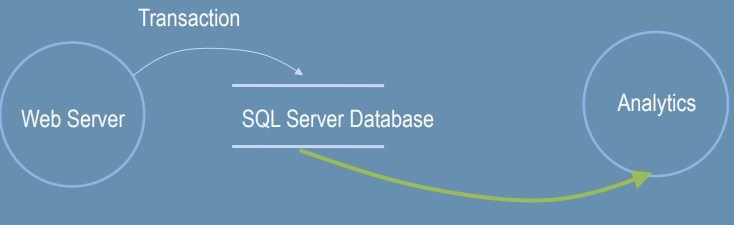 Transaction
Web Server
SQL Server Database
Analytics